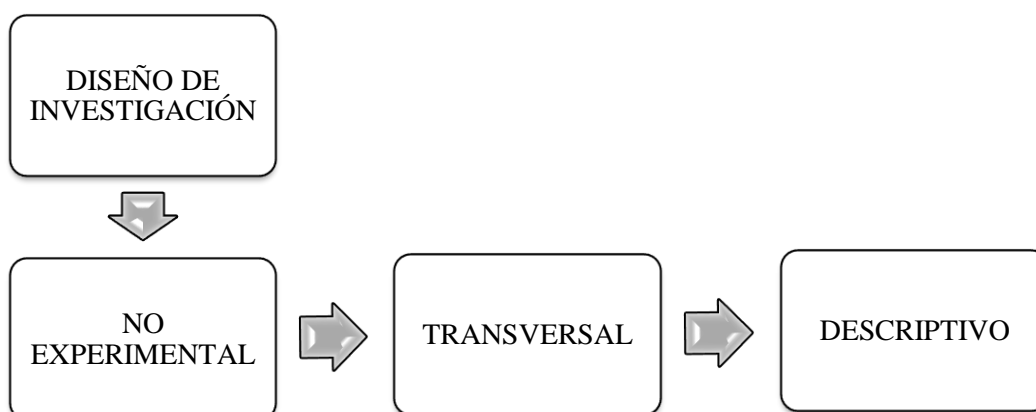 DISEÑO DE
INVESTIGACIÓN
NO
EXPERIMENTAL
TRANSVERSAL
DESCRIPTIVO